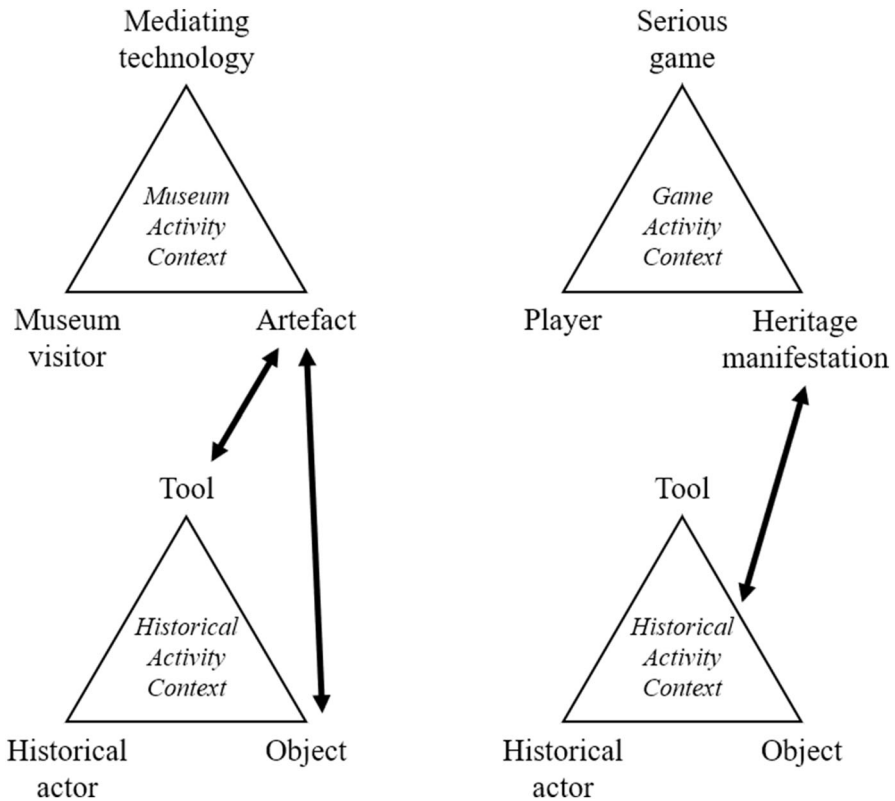 Mediating
technology
Museum
Activity
Context
Museum
visitor
Artefact
Tool
Historical
Activity
Context
Historical
actor
Object
Serious
game
Game
Activity
Context
Player
Heritage
manifestation
Tool
Historical
Activity
Context
Historical
actor
Object